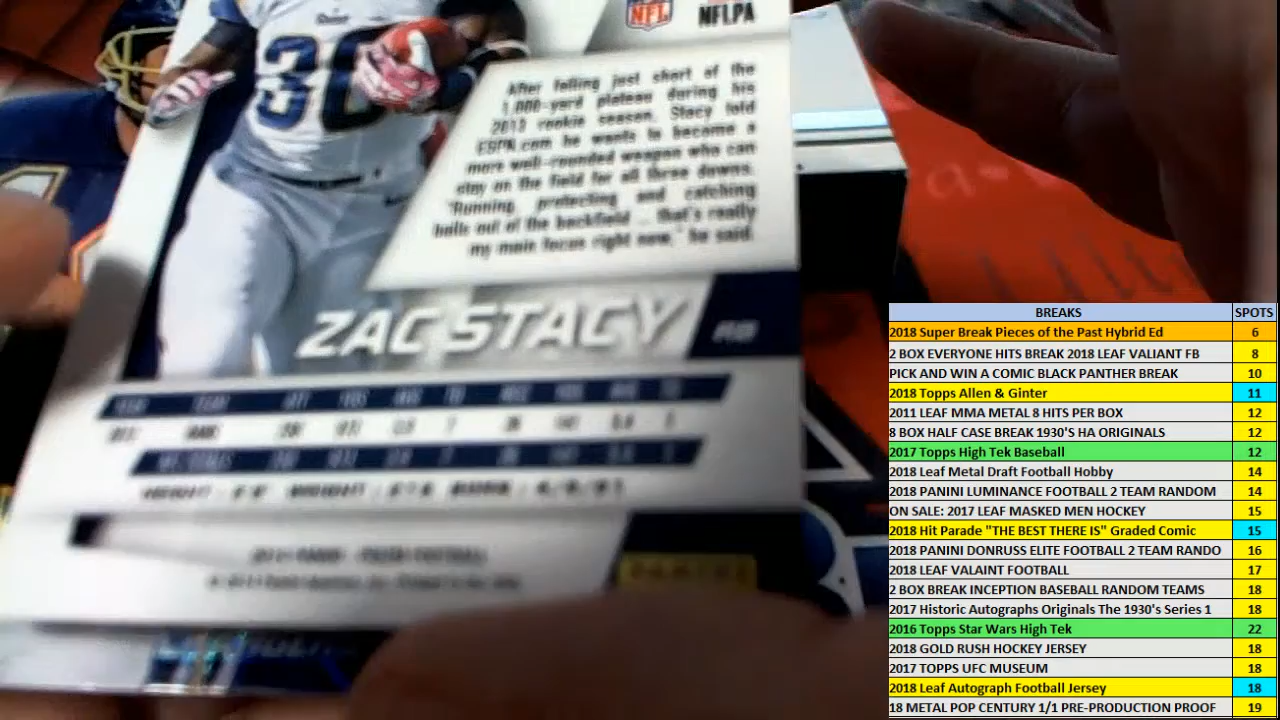 NFL
NFLPA
30
After falling just short of the
1,000-yard plateau during his
2013 rookie season, Stacy told
ESPN.com he wants to become a
more well-rounded weapon who can
stay on the field for all three downs.
"Running, protecting and catching
balls out of the backfield ... that's really
my main focus right now," he said.
ZAC STACY
RB
BREAKS SPOTS
2018 Super Break Pieces of the Past Hybrid Ed 6
2 BOX EVERYONE HITS BREAK 2018 LEAF VALIANT FB 8
PICK AND WIN A COMIC BLACK PANTHER BREAK 10
2018 Topps Allen & Ginter 11
2011 LEAF MMA METAL 8 HITS PER BOX 12
8 BOX HALF CASE BREAK 1930'S HA ORIGINALS 12
2017 Topps High Tek Baseball 12
2018 Leaf Metal Draft Football Hobby 14
2018 PANINI LUMINANCE FOOTBALL 2 TEAM RANDOM 14
ON SALE: 2017 LEAF MASKED MEN HOCKEY 15
2018 Hit Parade "THE BEST THERE IS" Graded Comic 15
2018 PANINI DONRUSS ELITE FOOTBALL 2 TEAM RANDO 16
2018 LEAF VALAINT FOOTBALL 17
2 BOX BREAK INCEPTION BASEBALL RANDOM TEAMS 18
2017 Historic Autographs Originals The 1930's Series 1 18
2016 Topps Star Wars High Tek 22
2018 GOLD RUSH HOCKEY JERSEY 18
2017 TOPPS UFC MUSEUM 18
2018 Leaf Autograph Football Jersey 18
18 METAL POP CENTURY 1/1 PRE-PRODUCTION PROOF 19